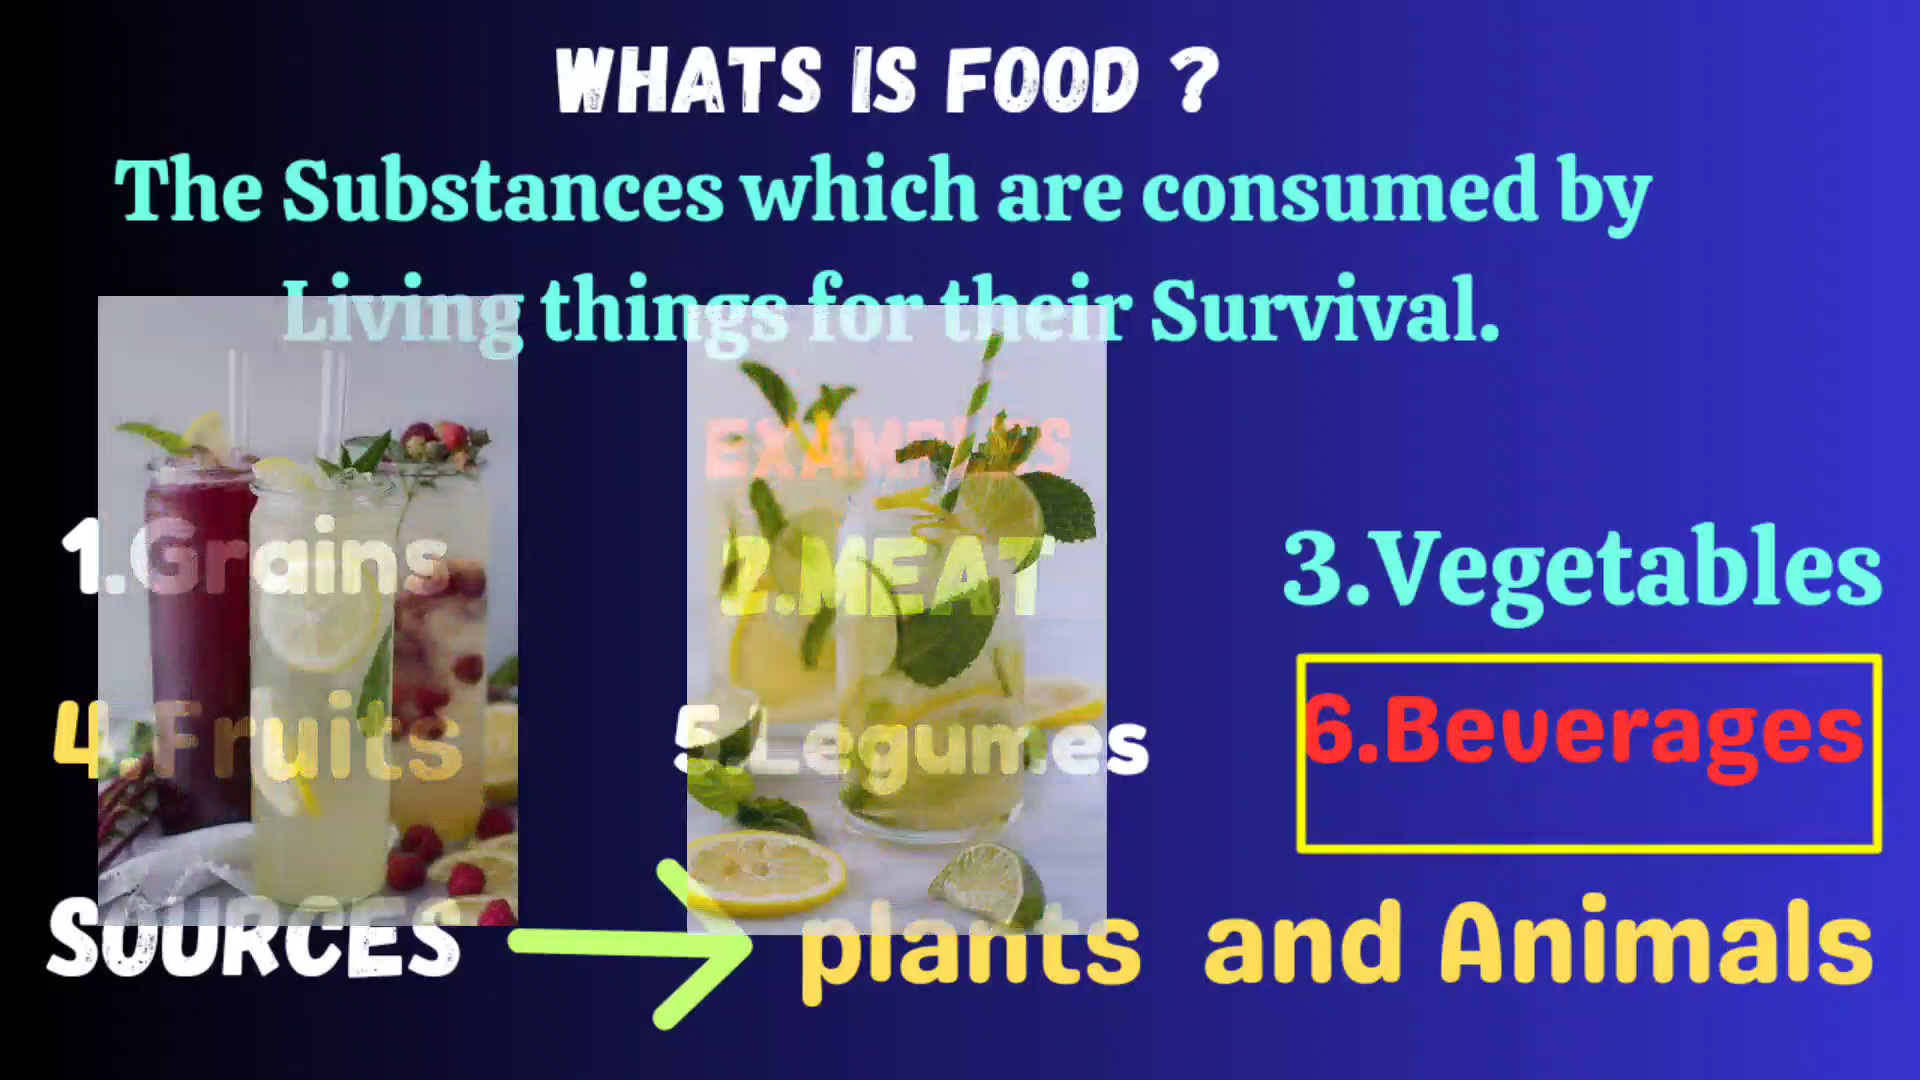 WHATS IS FOOD ?
The Substances which are consumed by
Living things for their Survival.
EXAMPLES
1.Grains
2.MEAT
3.Vegetables
4.Fruits
5.Legumes
6.Beverages
SOURCES
plants and Animals